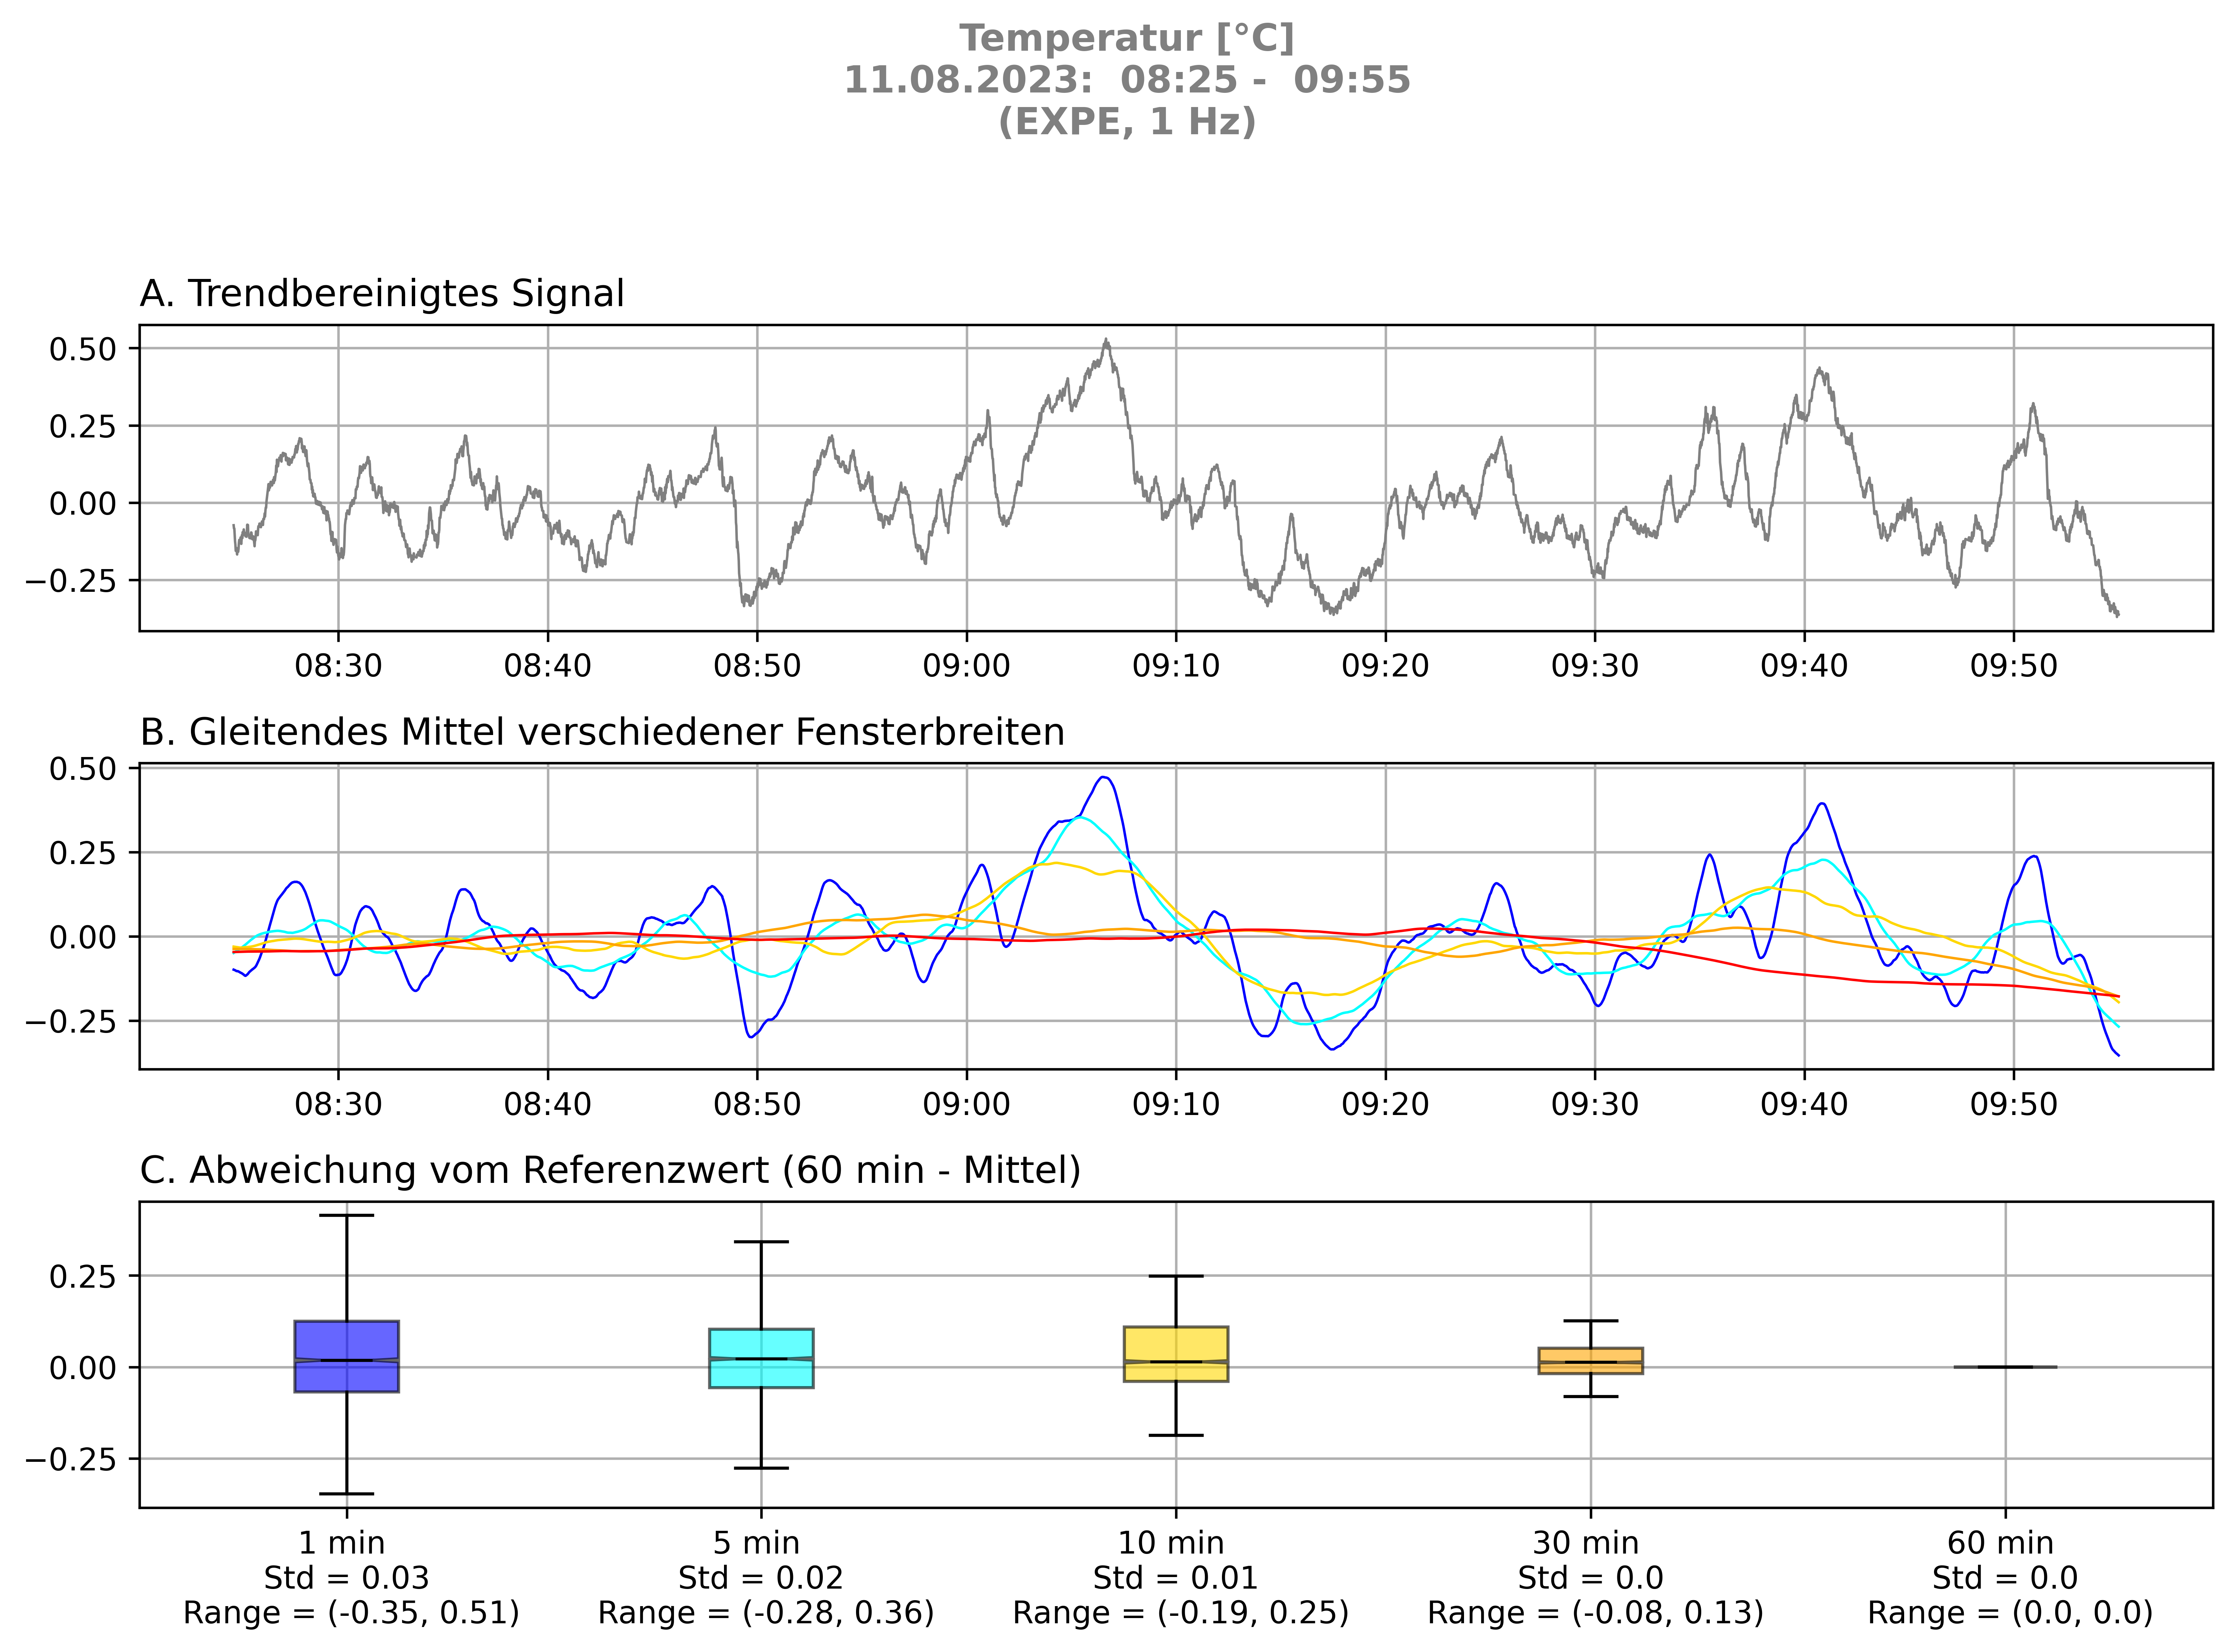 Temperatur [°C]
11.08.2023:  08:25 -  09:55
(EXPE, 1 Hz)
A. Trendbereinigtes Signal
0.50
0.25
0.00
−0.25
08:30 08:40 08:50 09:00 09:10 09:20 09:30 09:40 09:50
B. Gleitendes Mittel verschiedener Fensterbreiten
0.50
0.25
0.00
−0.25
08:30 08:40 08:50 09:00 09:10 09:20 09:30 09:40 09:50
C. Abweichung vom Referenzwert (60 min - Mittel)
0.25
0.00
−0.25
1 min 5 min 10 min 30 min 60 min
Std = 0.03 Std = 0.02 Std = 0.01 Std = 0.0 Std = 0.0
Range = (-0.35, 0.51) Range = (-0.28, 0.36) Range = (-0.19, 0.25) Range = (-0.08, 0.13) Range = (0.0, 0.0)